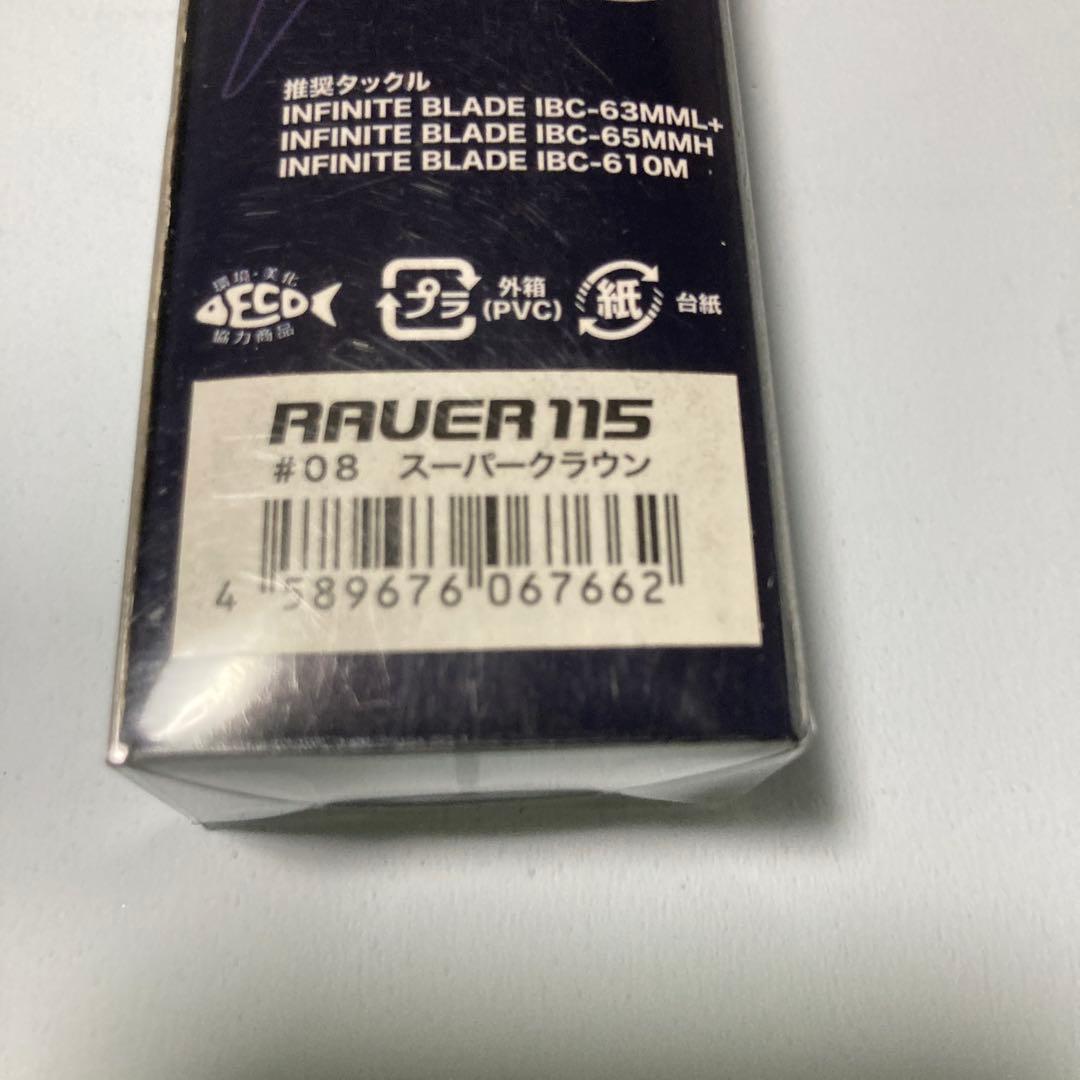 推奨タックル
INFINITE BLADE IBC-63MML+
INFINITE BLADE IBC-65MMH
INFINITE BLADE IBC-610M
環境・美化
ECO
協力商品
プラ
外箱
(PVC)
紙
台紙
RAVER 115
#08 スーパークラウン
4 589676 067662